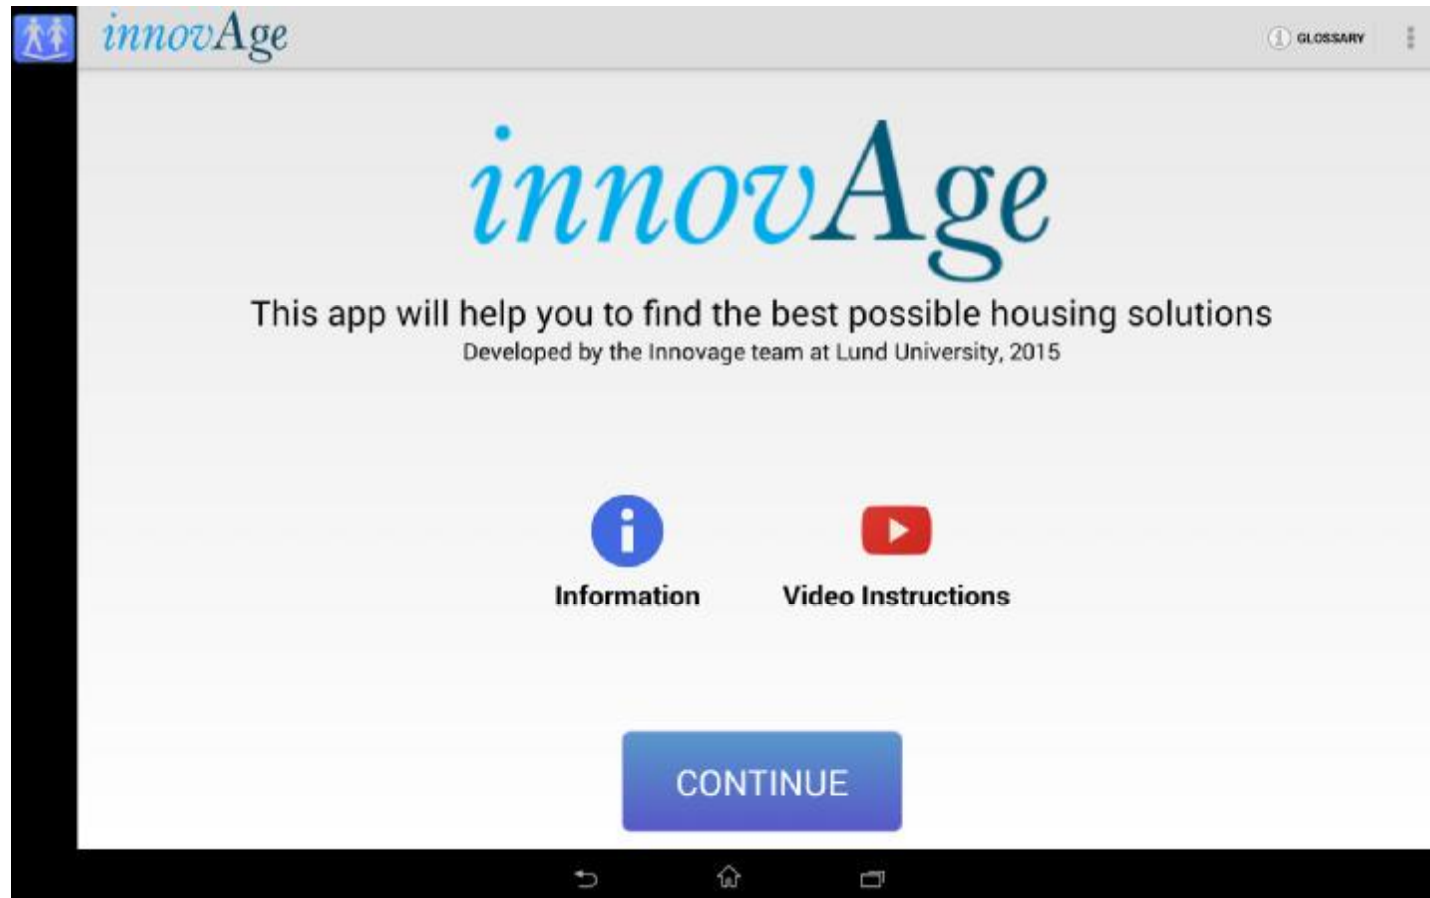 innovAge
GLOSSARY
innovAge
This app will help you to find the best possible housing solutions
Developed by the Innovage team at Lund University, 2015
Information
Video Instructions
CONTINUE